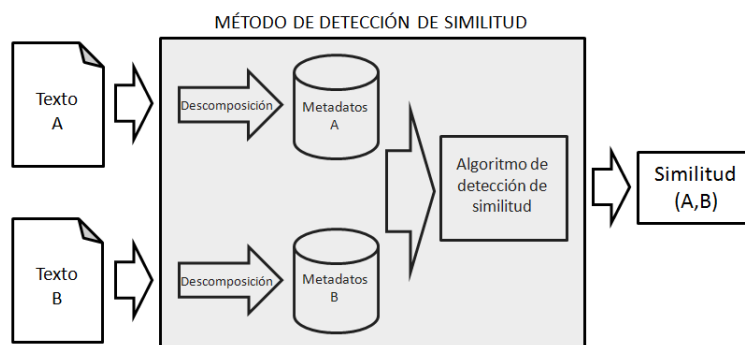 MÉTODO DE DETECCIÓN DE SIMILITUD
Texto
A
Descomposición
Metadatos
A
Algoritmo de
detección de
similitud
Similitud
(A,B)
Texto
B
Descomposición
Metadatos
B